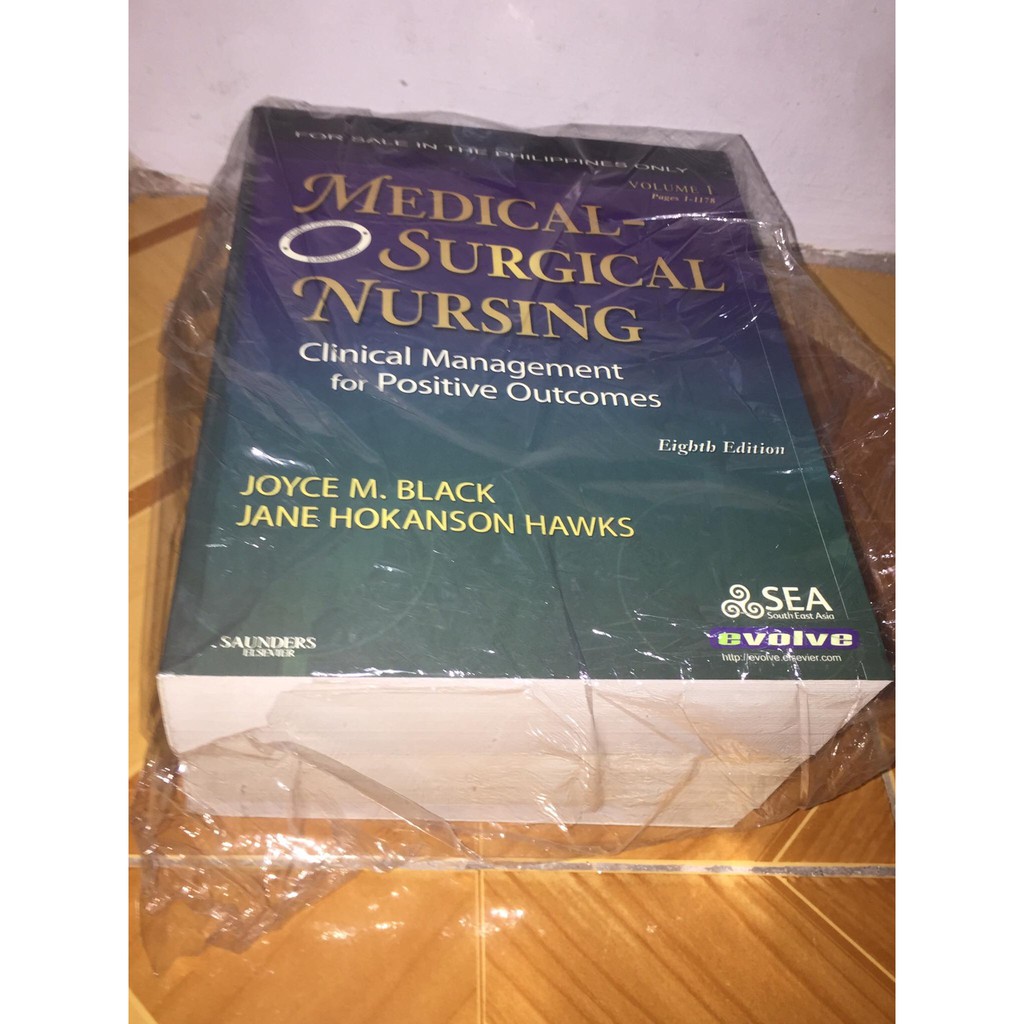 FOR SALE IN THE PHILIPPINES ONLY
VOLUME 1
Pages 1-1178
MEDICAL-
SURGICAL
NURSING
Clinical Management
for Positive Outcomes
Eighth Edition
JOYCE M. BLACK
JANE HOKANSON HAWKS
SEA
South East Asia
SAUNDERS
ELSEVIER
evolve
http://evolve.elsevier.com